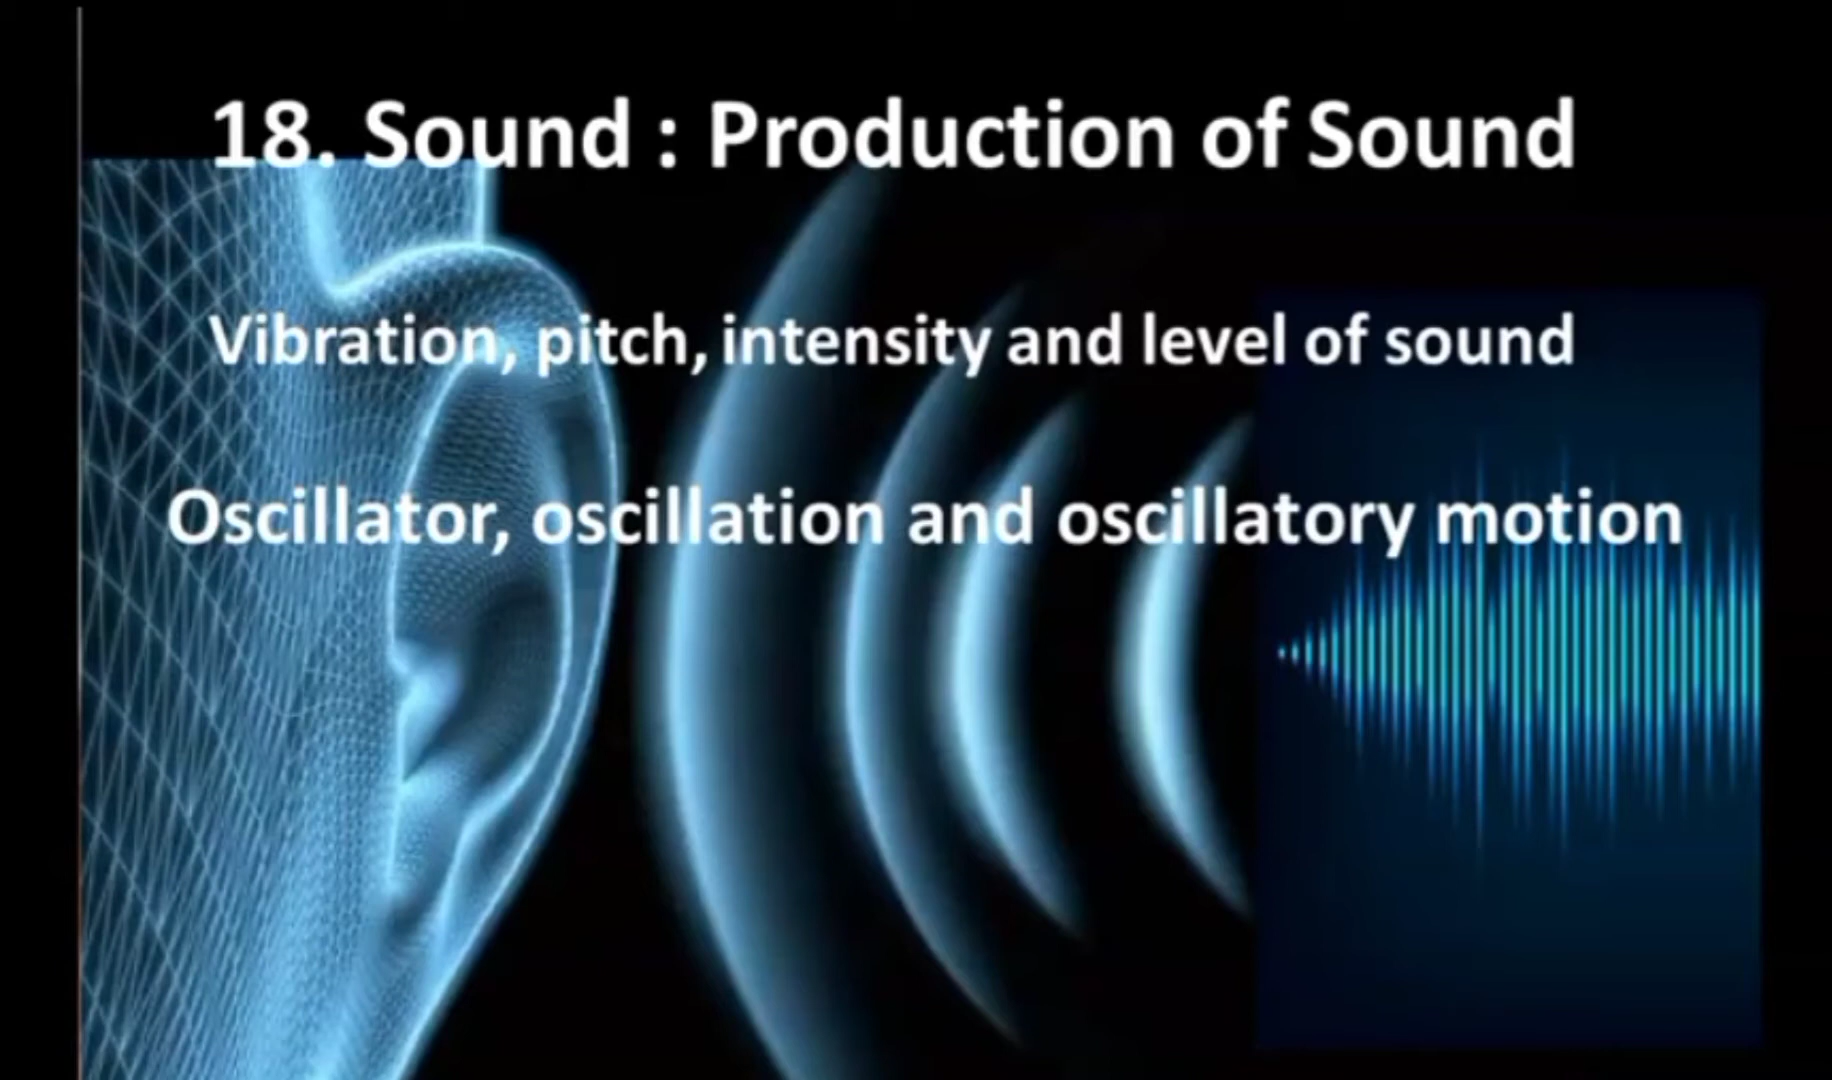 18. Sound : Production of Sound
Vibration, pitch, intensity and level of sound
Oscillator, oscillation and oscillatory motion